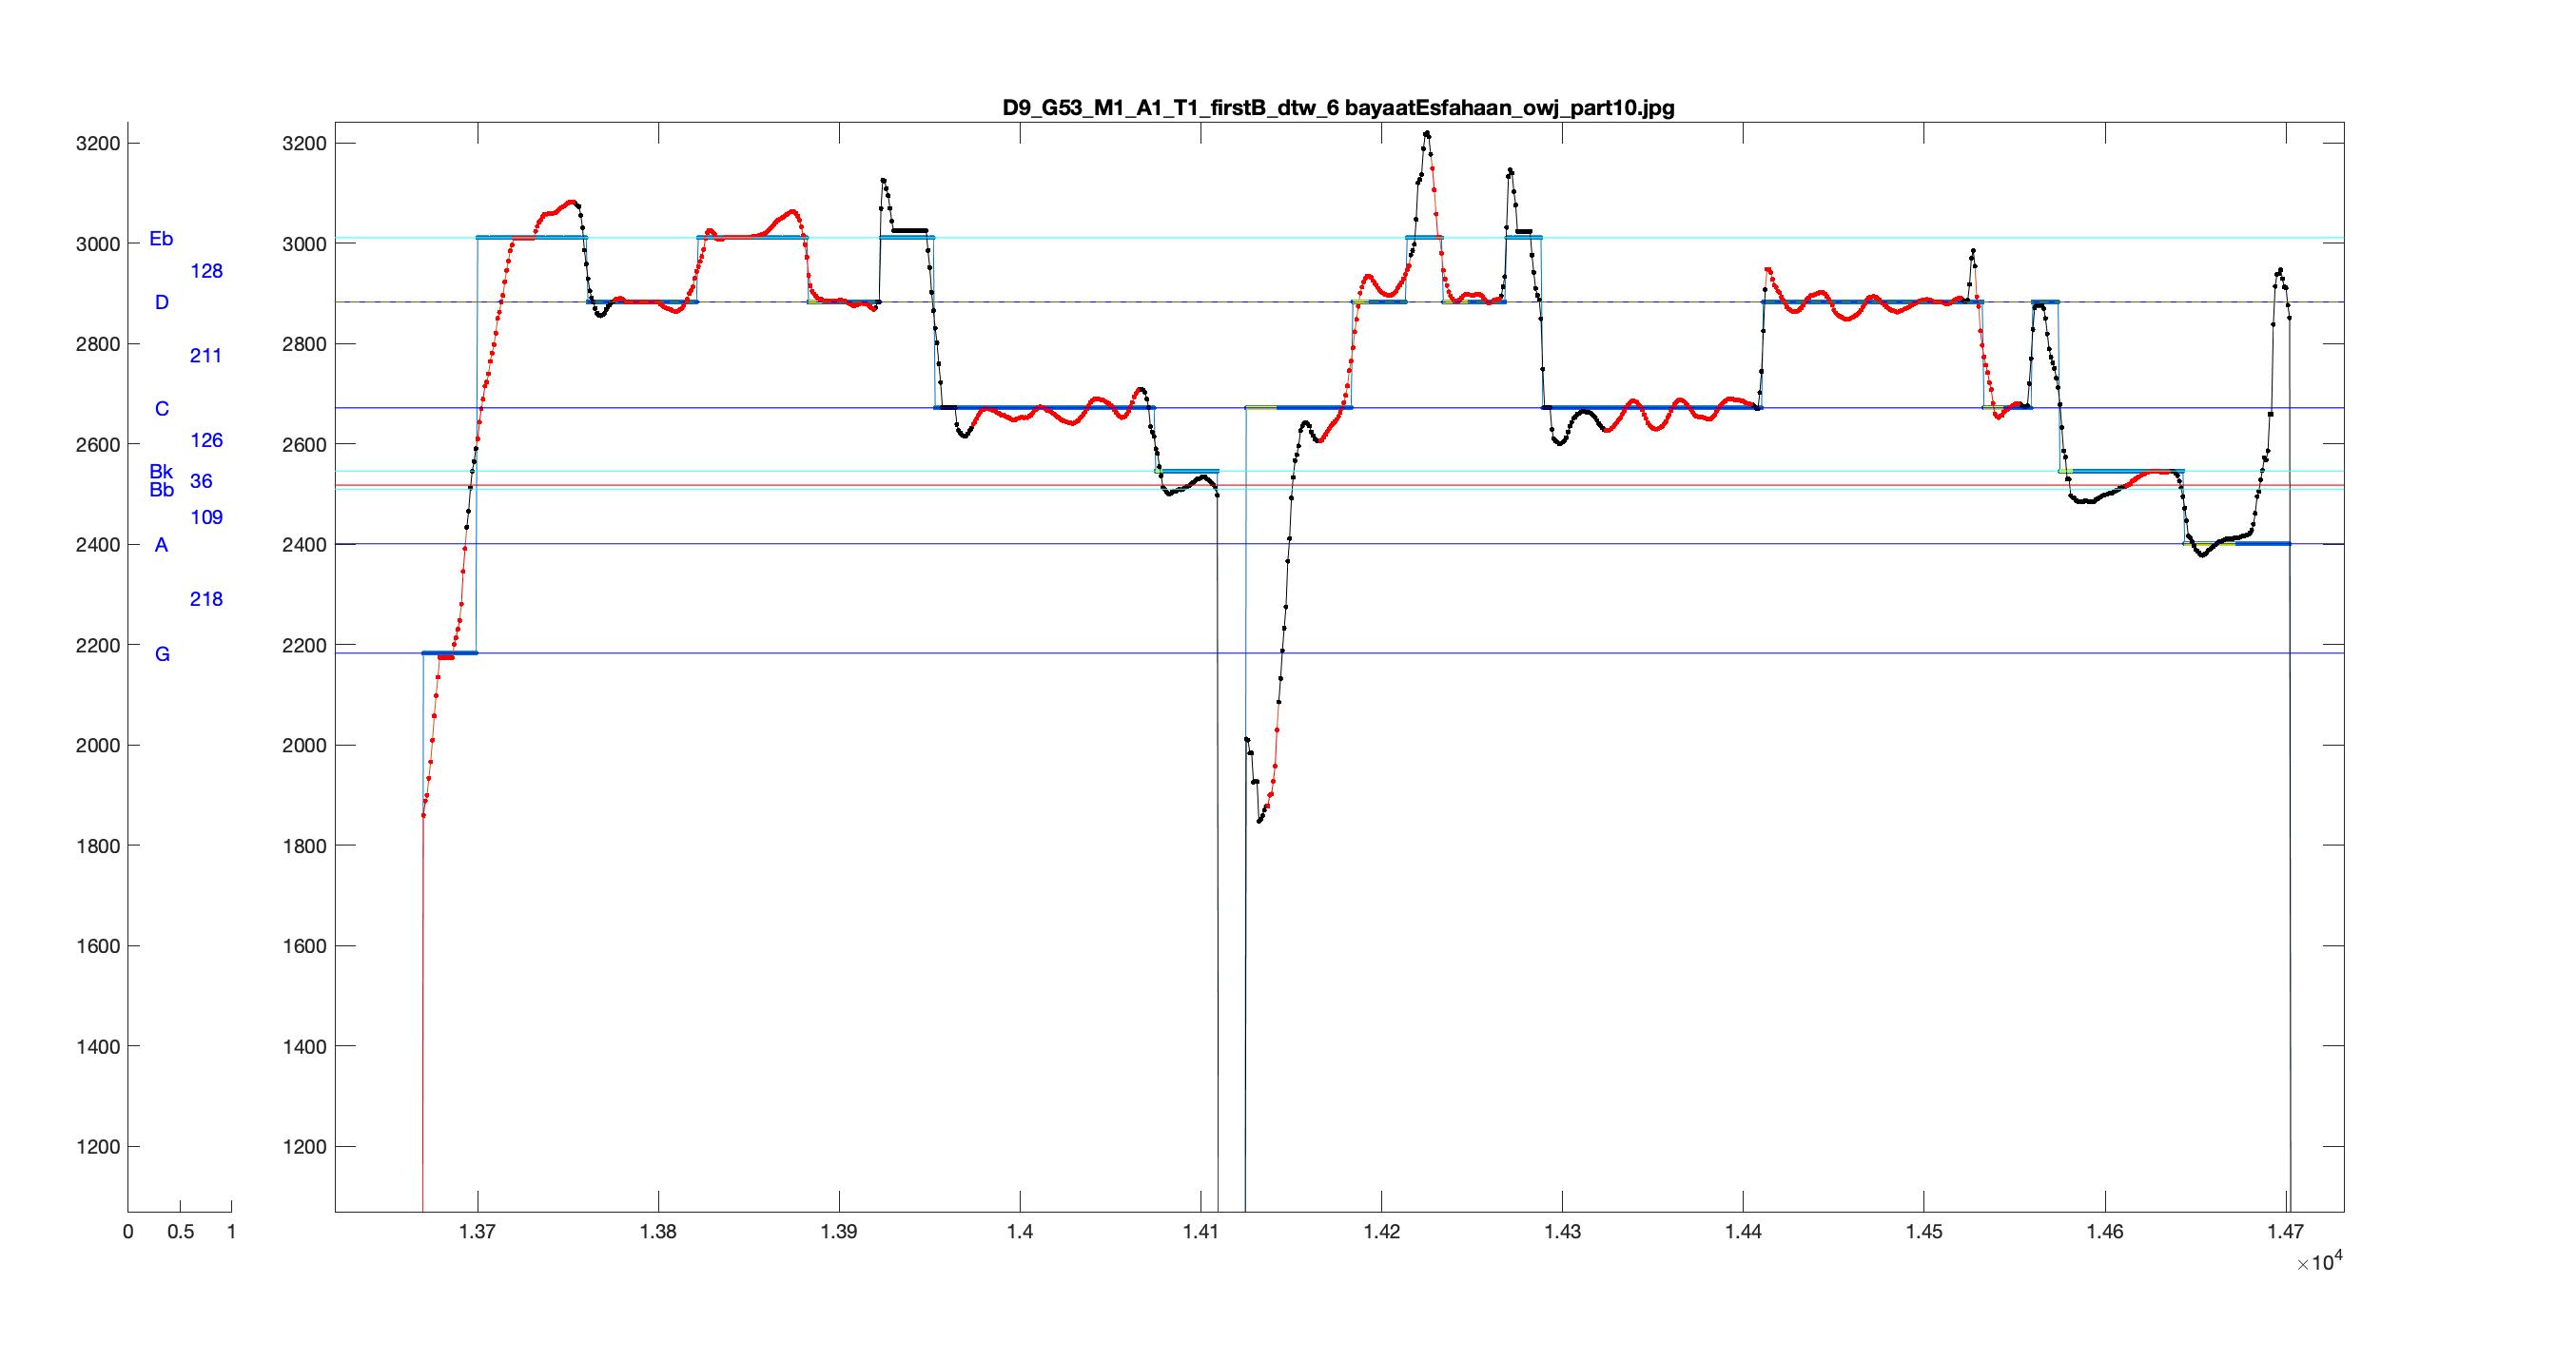 D9_G53_M1_A1_T1_firstB_dtw_6 bayaatEsfahaan_owj_part10.jpg
3200 3200
Eb
3000 3000
128
D
2800 2800
211
C
2600 2600
126
Bk
36
Bb
109
2400 A 2400
218
2200 2200
G
2000 2000
1800 1800
1600 1600
1400 1400
1200 1200
0 0.5 1 1.37 1.38 1.39 1.4 1.41 1.42 1.43 1.44 1.45 1.46 1.47
×10⁴